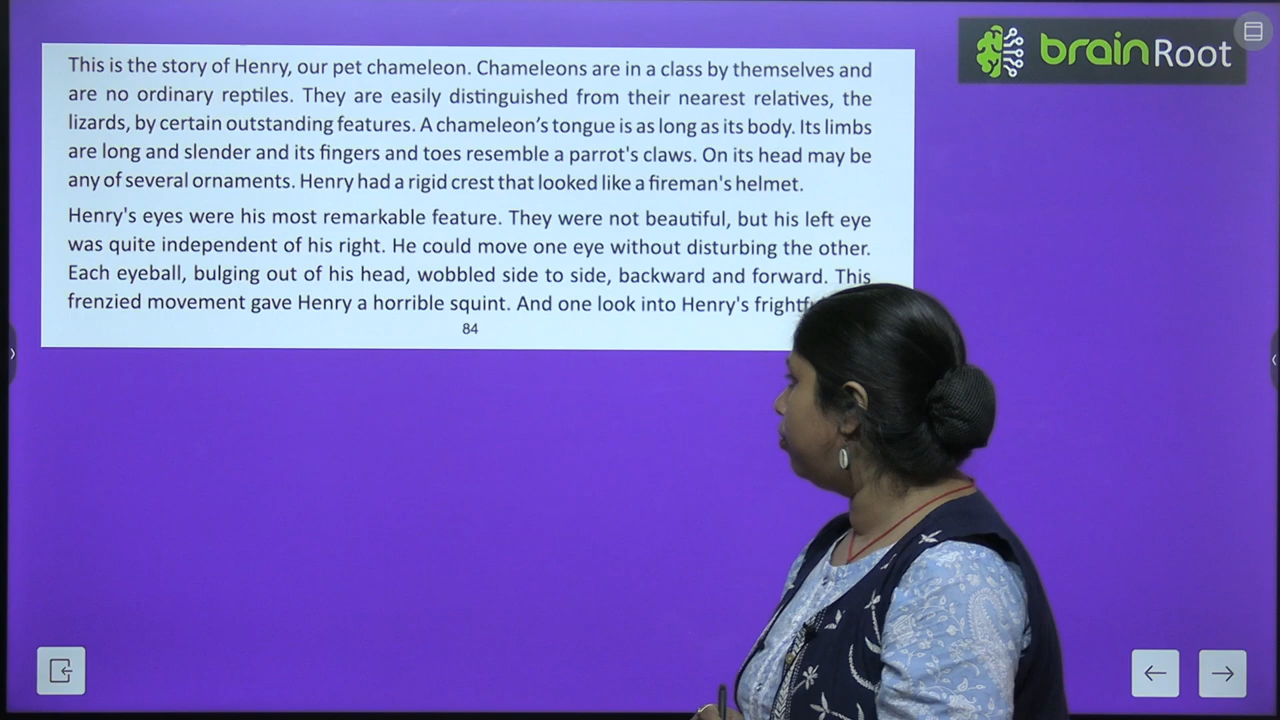 brainRoot
This is the story of Henry, our pet chameleon. Chameleons are in a class by themselves and
are no ordinary reptiles. They are easily distinguished from their nearest relatives, the
lizards, by certain outstanding features. A chameleon's tongue is as long as its body. Its limbs
are long and slender and its fingers and toes resemble a parrot's claws. On its head may be
any of several ornaments. Henry had a rigid crest that looked like a fireman's helmet.
Henry's eyes were his most remarkable feature. They were not beautiful, but his left eye
was quite independent of his right. He could move one eye without disturbing the other.
Each eyeball, bulging out of his head, wobbled side to side, backward and forward. This
frenzied movement gave Henry a horrible squint. And one look into Henry's
84